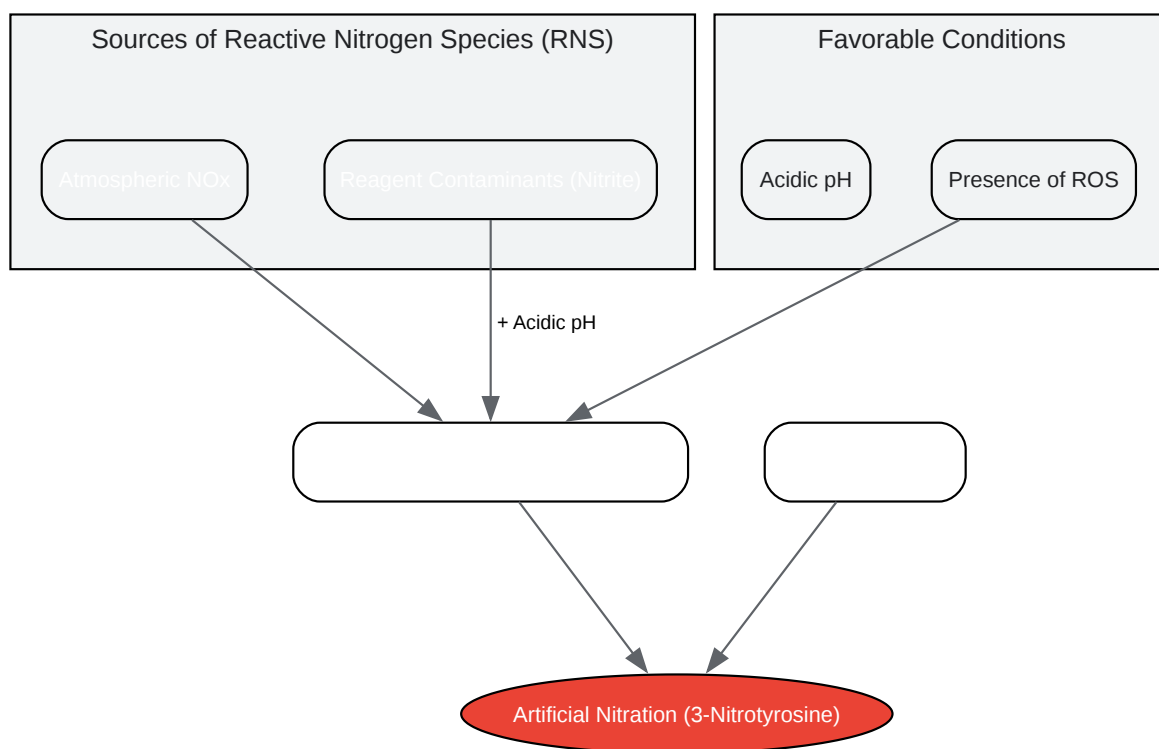 Sources of Reactive Nitrogen Species (RNS)
Favorable Conditions
Atmospheric NOx
Reagent Contaminants (Nitrite)
Acidic pH
Presence of ROS
+ Acidic pH
Artificial Nitration (3-Nitrotyrosine)